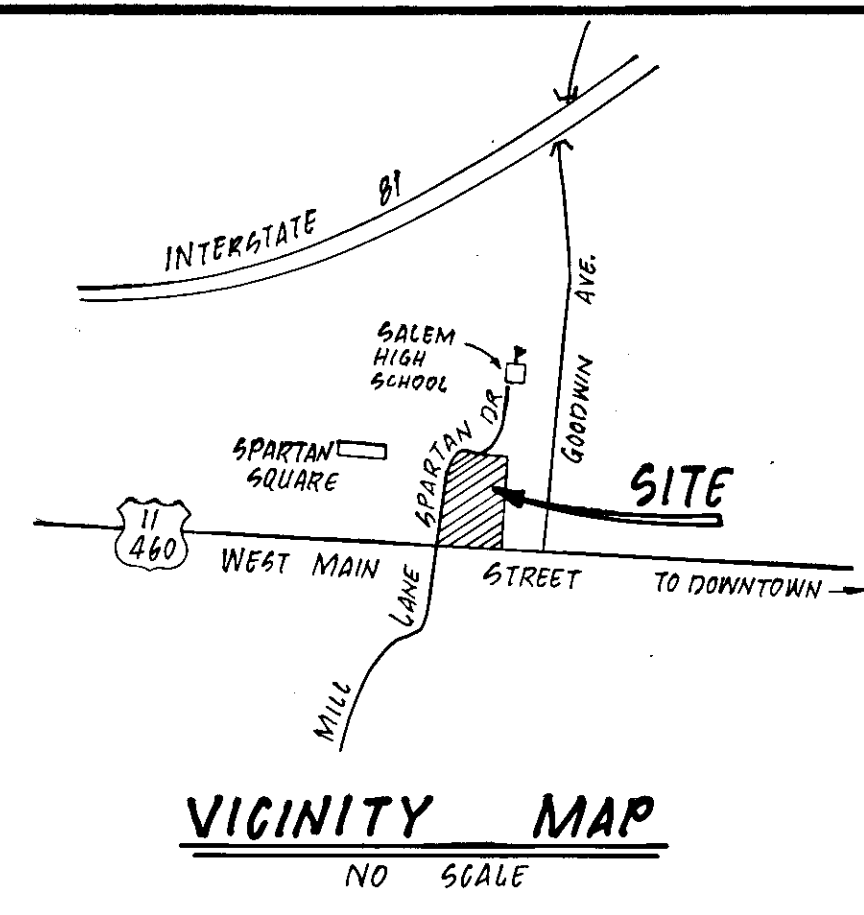 INTERSTATE 81
SALEM
HIGH
SCHOOL
GOODWIN AVE.
SPARTAN DR
SPARTAN
SQUARE
SITE
11
460
WEST MAIN STREET
TO DOWNTOWN
MILL LANE
VICINITY MAP
NO SCALE